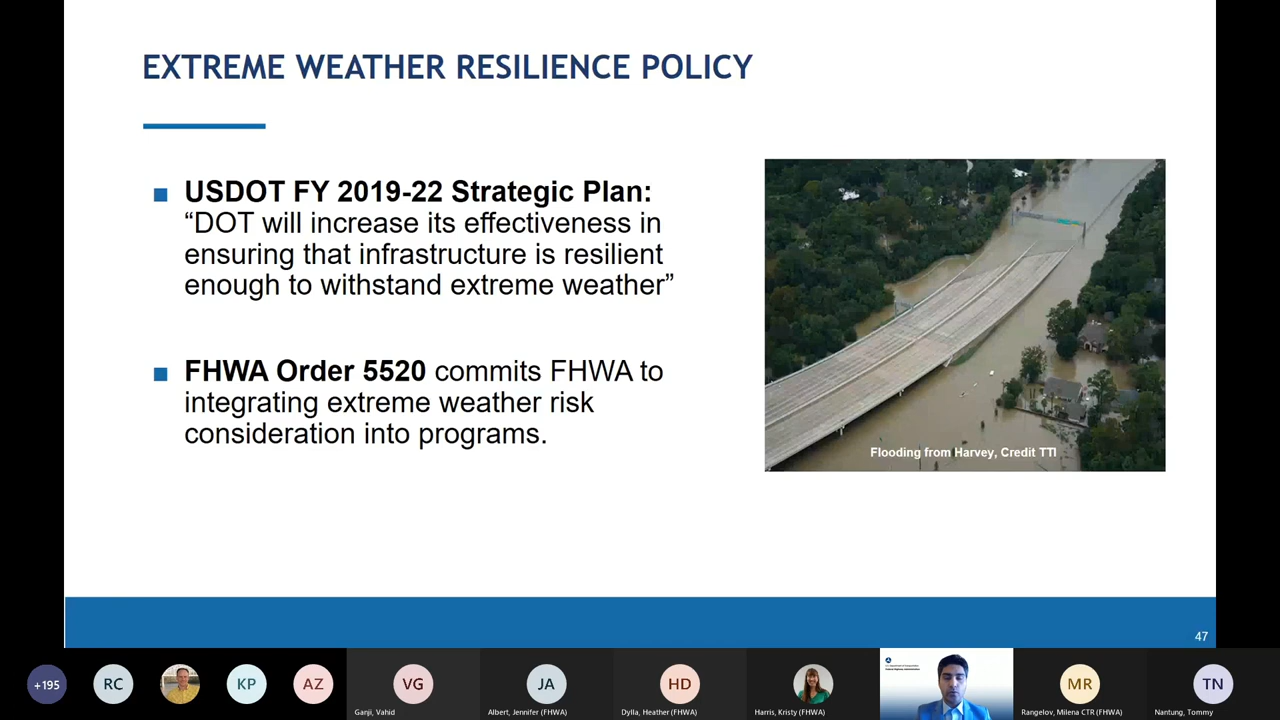 EXTREME WEATHER RESILIENCE POLICY
USDOT FY 2019-22 Strategic Plan:
“DOT will increase its effectiveness in
ensuring that infrastructure is resilient
enough to withstand extreme weather”
FHWA Order 5520 commits FHWA to
integrating extreme weather risk
consideration into programs.
Flooding from Harvey, Credit TTI
47
+195
RC
KP
AZ
VG
JA
HD
MR
TN
Ganji, Vahid
Albert, Jennifer (FHWA)
Dylla, Heather (FHWA)
Harris, Kristy (FHWA)
Rangelov, Milena CTR (FHWA)
Nantung, Tommy